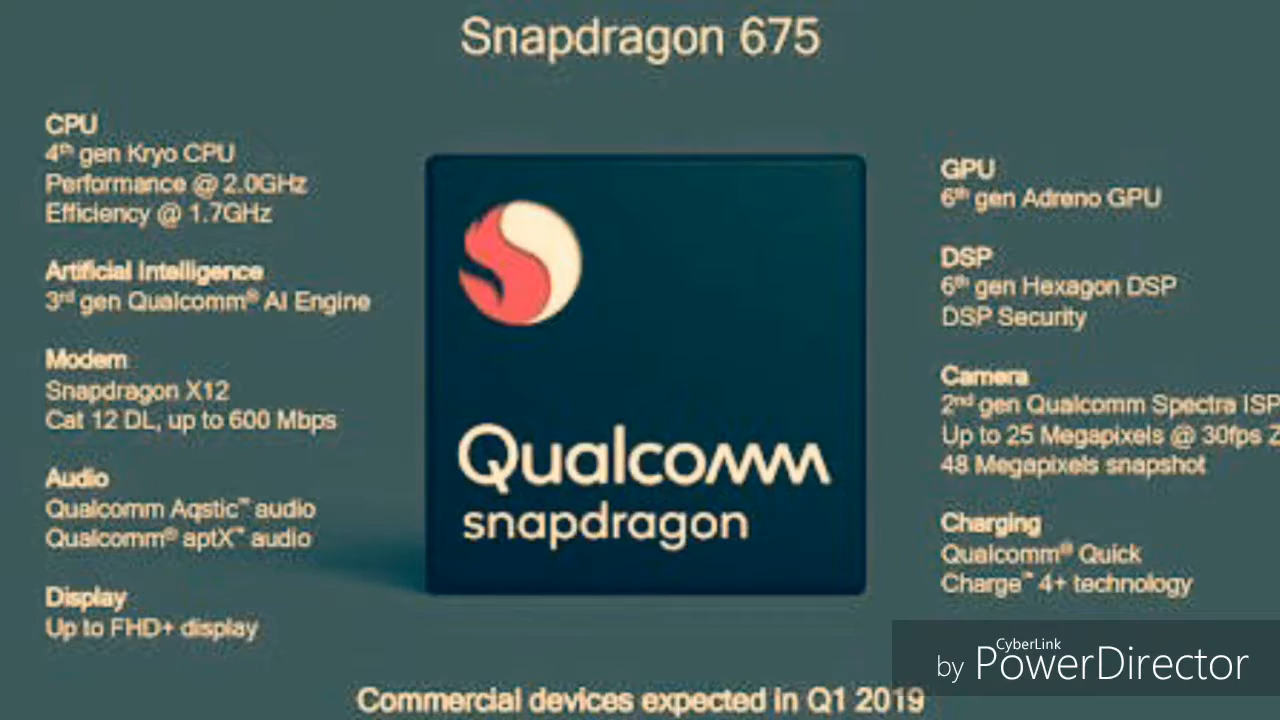 Snapdragon 675
CPU
4th gen Kryo CPU
Performance @ 2.0GHz
Efficiency @ 1.7GHz
Artificial Intelligence
3rd gen Qualcomm® AI Engine
Modem
Snapdragon X12
Cat 12 DL, up to 600 Mbps
Audio
Qualcomm Aqstic™ audio
Qualcomm® aptX™ audio
Display
Up to FHD+ display
Qualcomm
snapdragon
GPU
6th gen Adreno GPU
DSP
6th gen Hexagon DSP
DSP Security
Camera
2nd gen Qualcomm Spectra ISP
Up to 25 Megapixels @ 30fps
48 Megapixels snapshot
Charging
Qualcomm® Quick
Charge™ 4+ technology
Commercial devices expected in Q1 2019
CyberLink
by PowerDirector